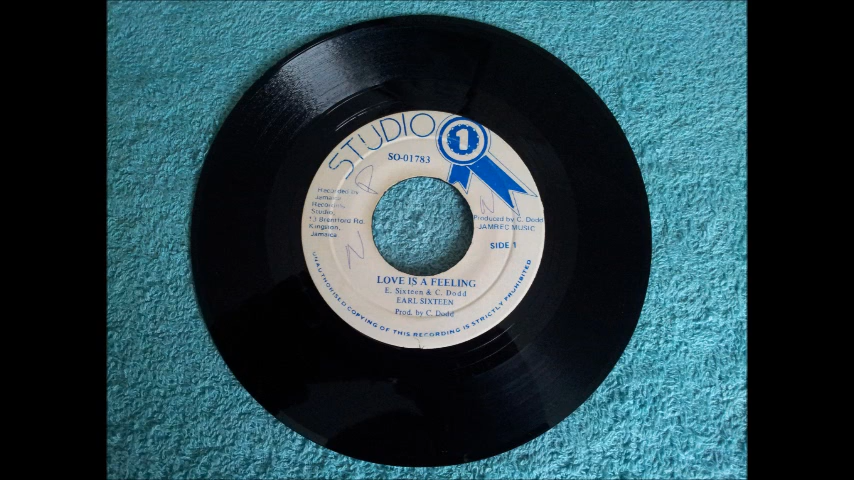 STUDIO 1
SO-01783
Recorded by
Jamaica
Recording
Studio,
13 Brentford Rd.
Kingston,
Jamaica.
Produced by C. Dodd
JAMREC MUSIC
SIDE 1
LOVE IS A FEELING
E. Sixteen & C. Dodd
EARL SIXTEEN
Prod. by C. Dodd
UNAUTHORISED COPYING OF THIS RECORDING IS STRICTLY PROHIBITED